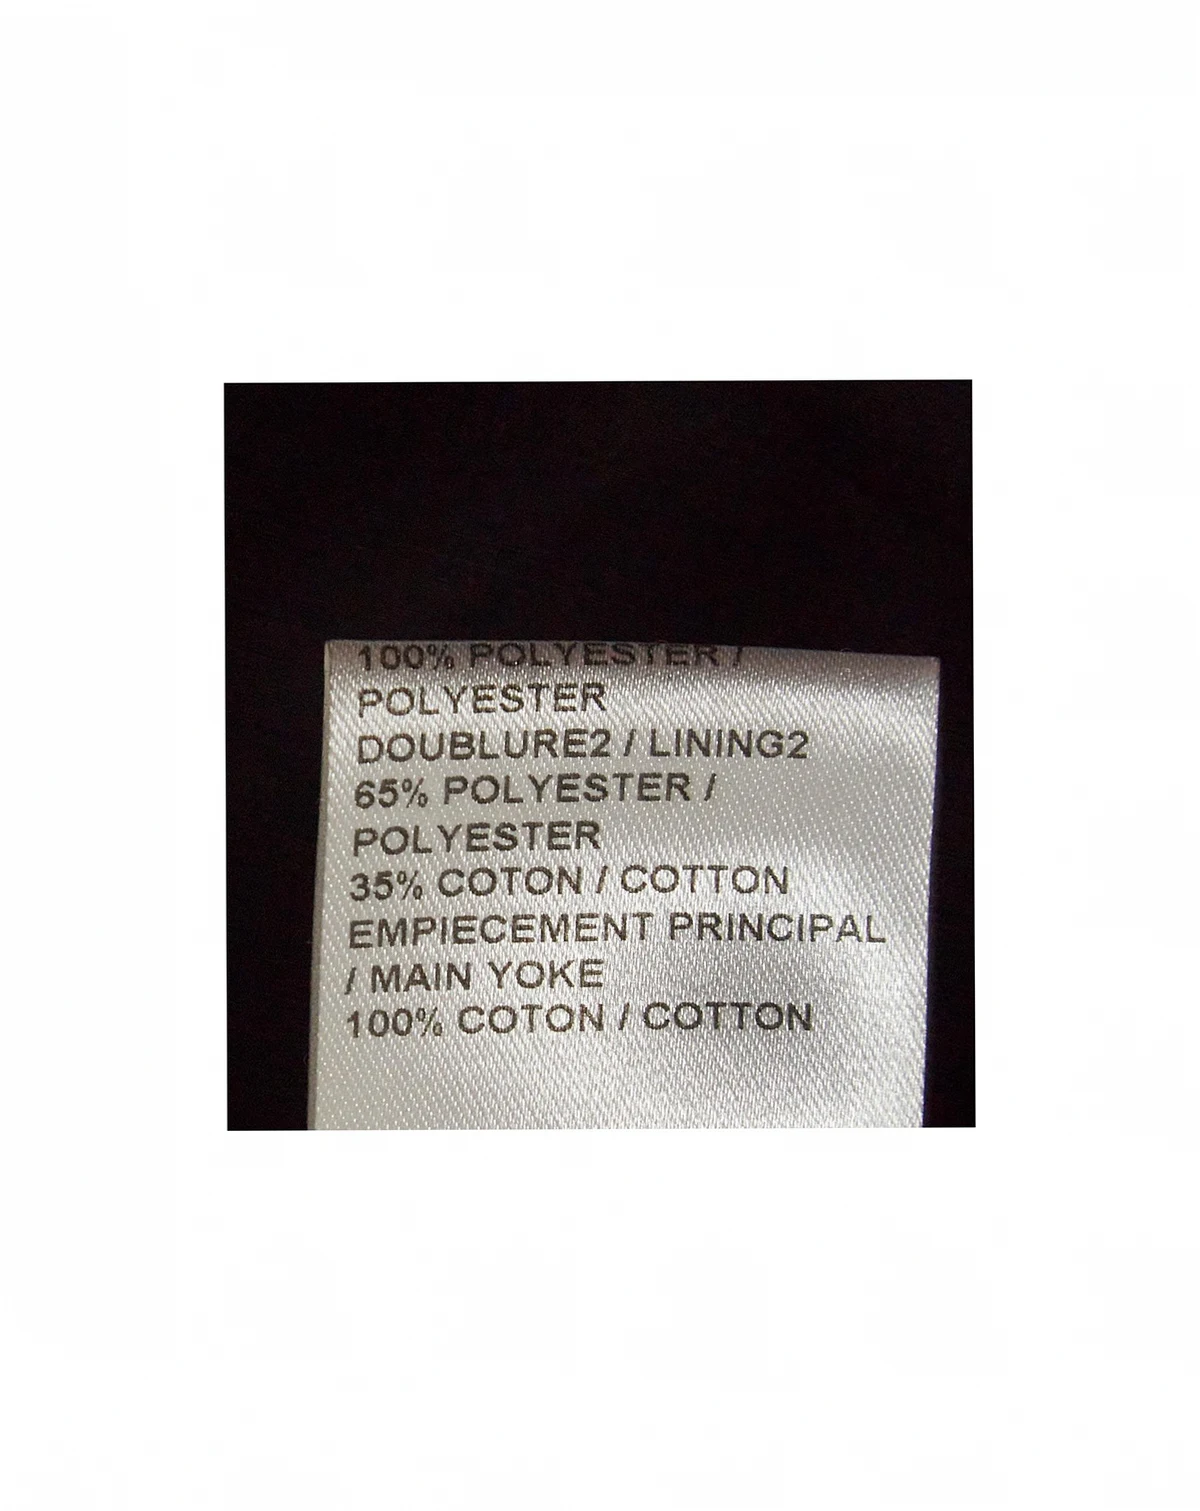 100% POLYESTER /
POLYESTER
DOUBLURE2 / LINING2
65% POLYESTER /
POLYESTER
35% COTON / COTTON
EMPIECEMENT PRINCIPAL
/ MAIN YOKE
100% COTON / COTTON